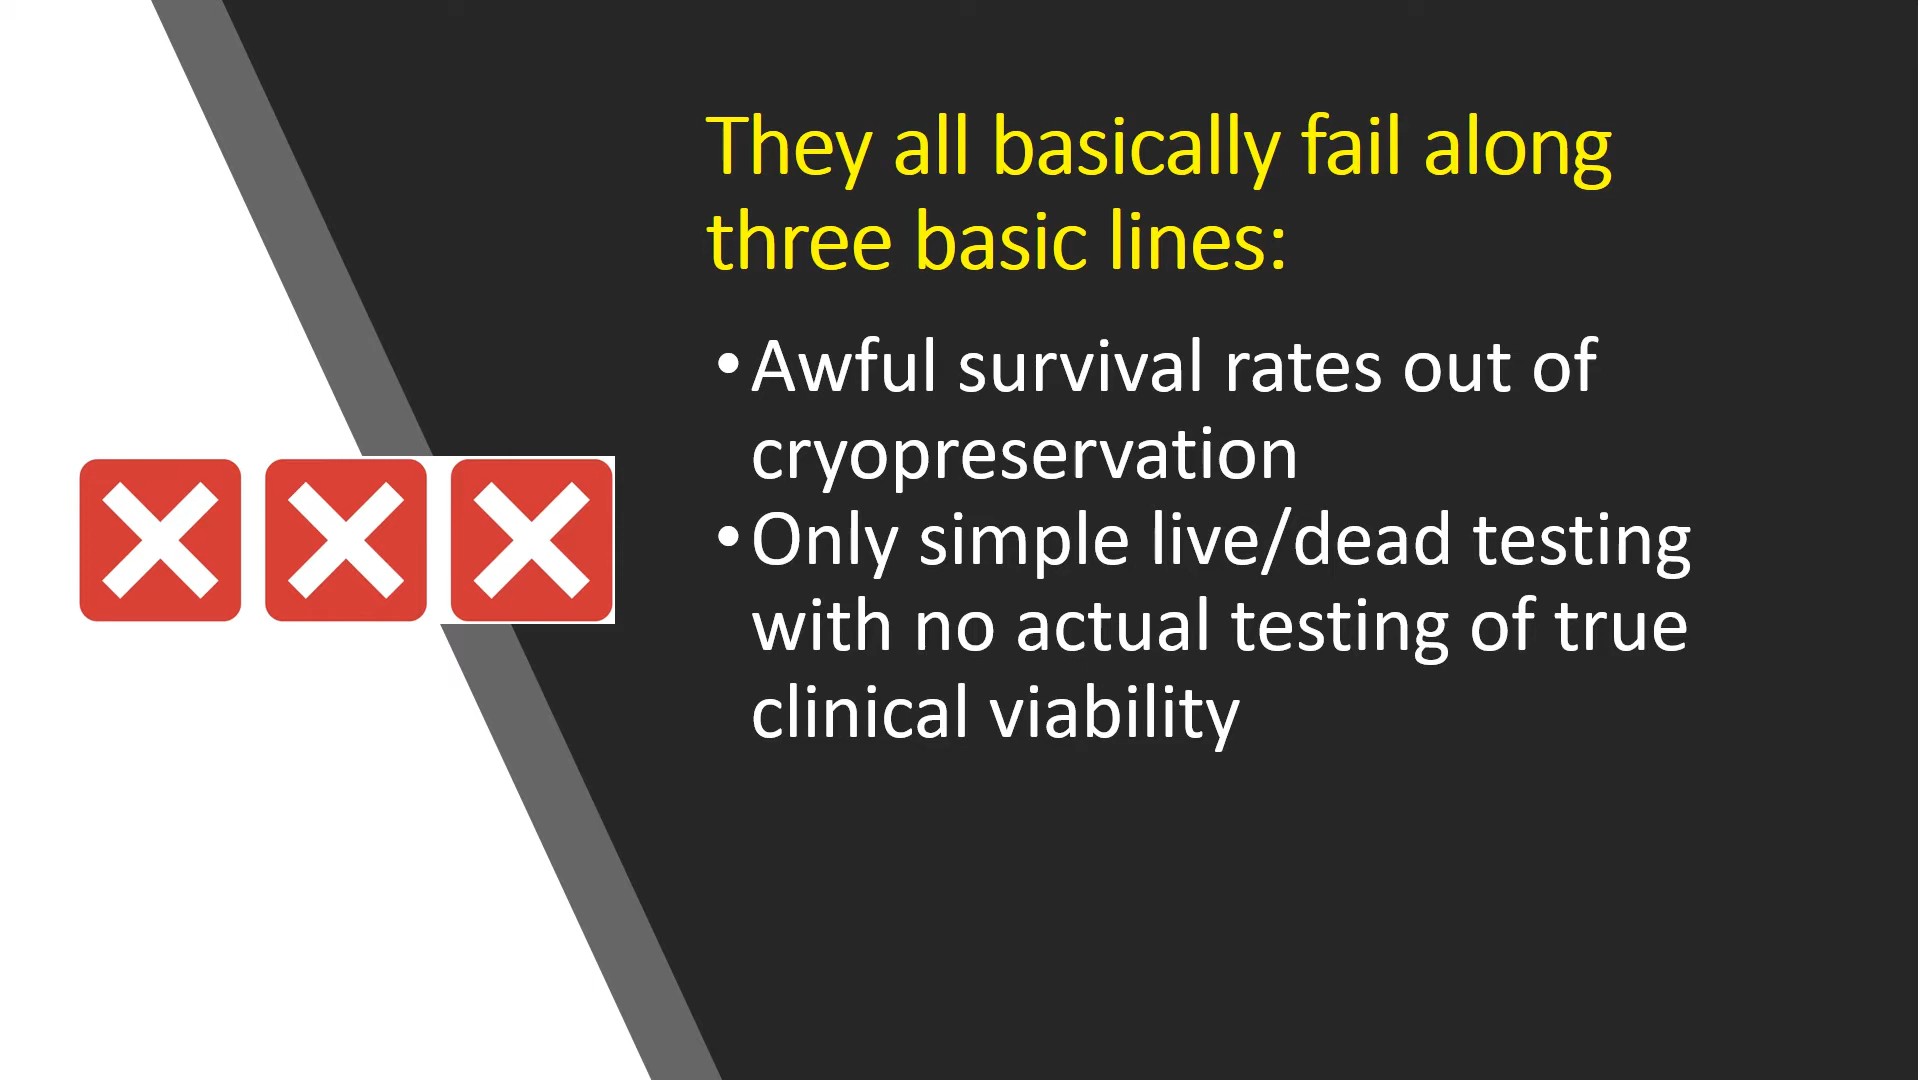 They all basically fail along
three basic lines:
•Awful survival rates out of
cryopreservation
•Only simple live/dead testing
with no actual testing of true
clinical viability